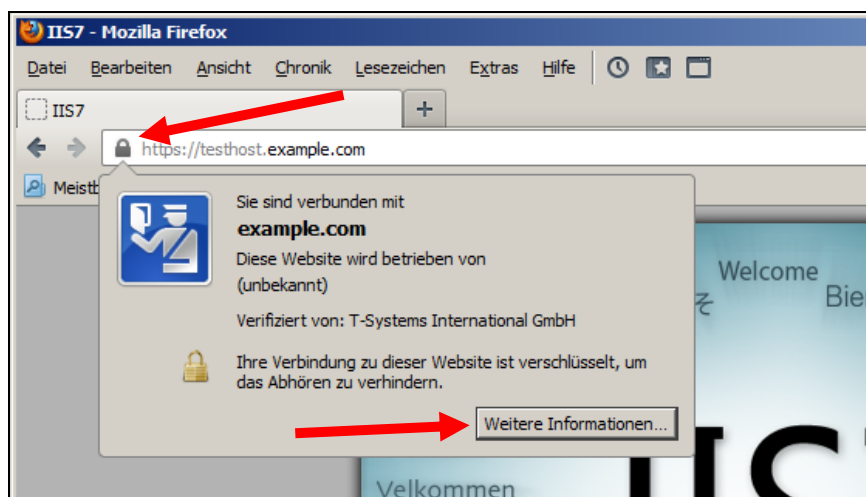 IIS7 - Mozilla Firefox
Datei Bearbeiten Ansicht Chronik Lesezeichen Extras Hilfe
IIS7
https://testhost.example.com
Sie sind verbunden mit
example.com
Diese Website wird betrieben von
(unbekannt)
Verifiziert von: T-Systems International GmbH
Ihre Verbindung zu dieser Website ist verschlüsselt, um
das Abhören zu verhindern.
Weitere Informationen...
Welcome
Velkommen